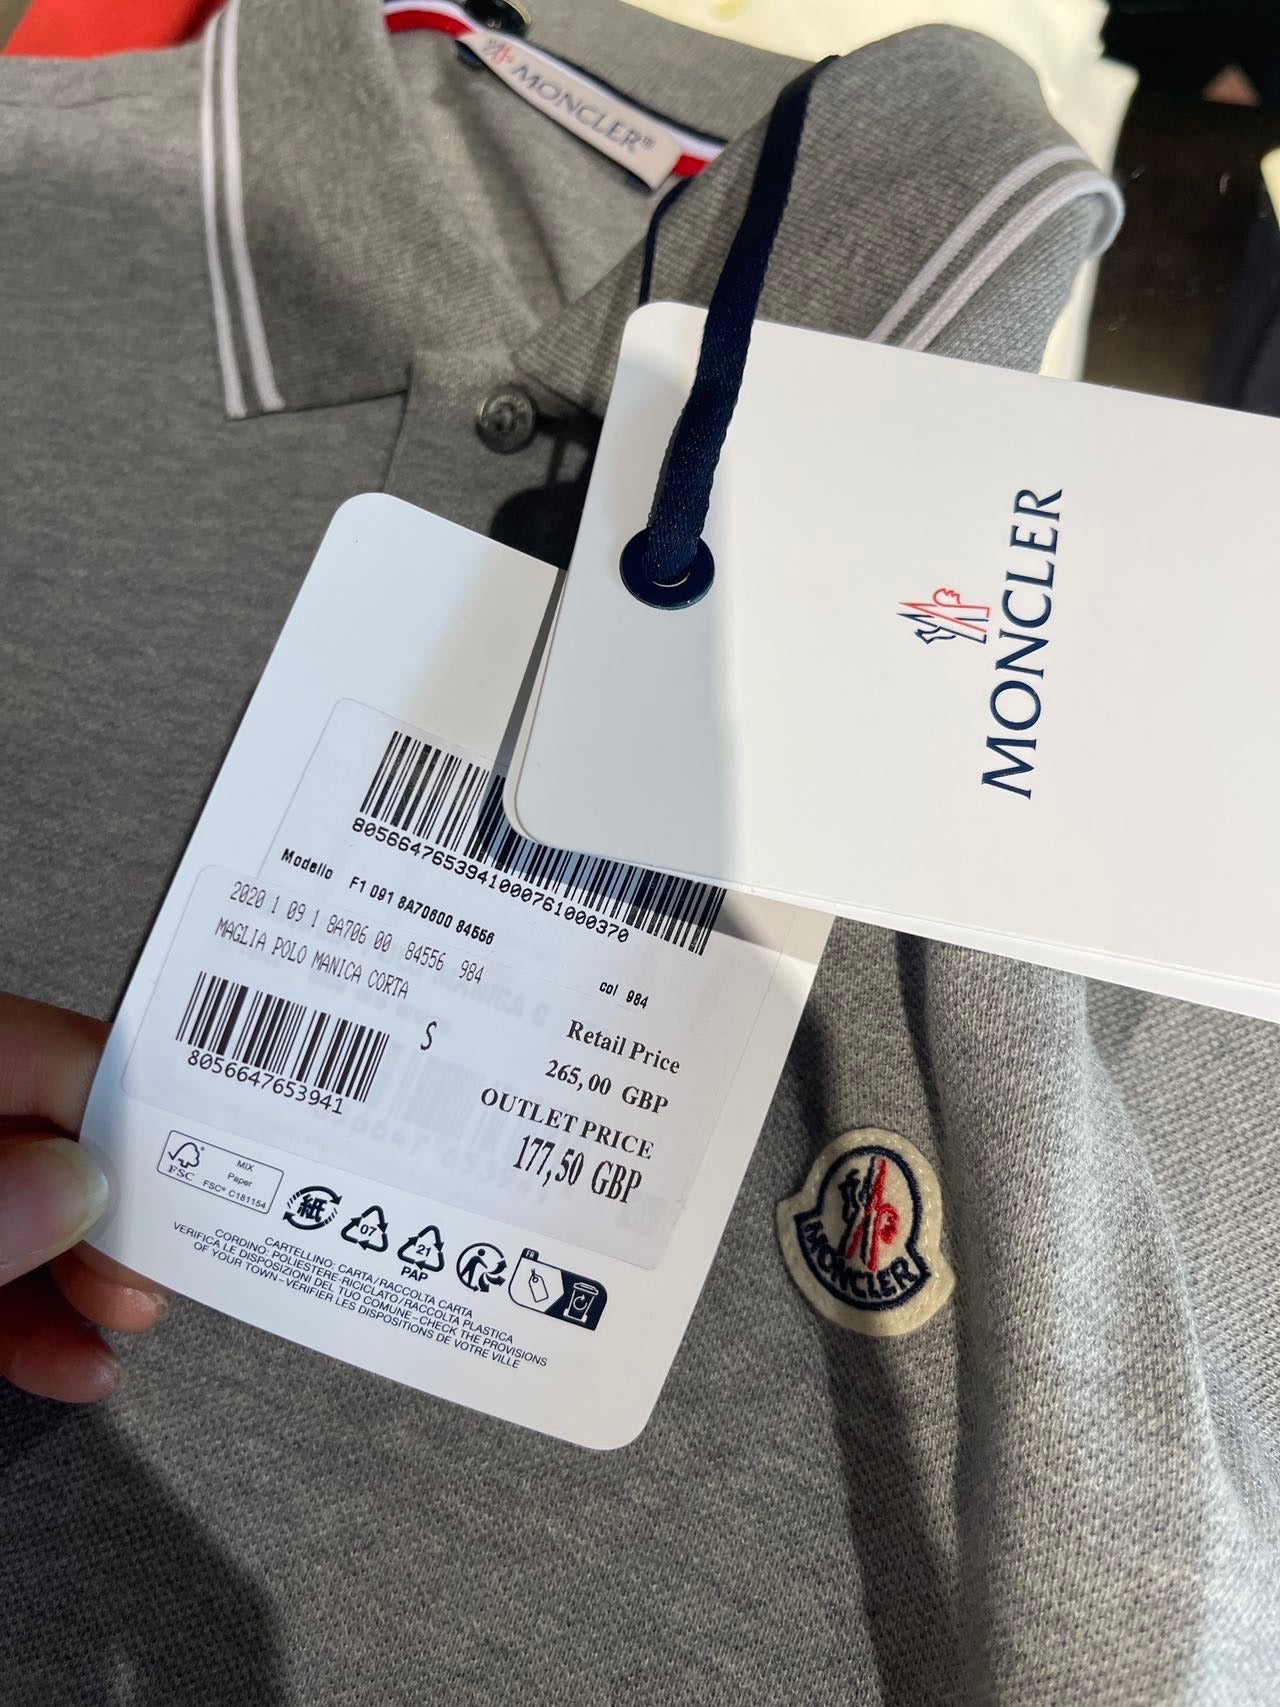 MONCLER®
MONCLER
8056647653941000761000370
Modello F1 091 8A70600 84556
2020 1 09 1 8A706 00 84556 984
MAGLIA POLO MANICA CORTA
col 984
S
8056647653941
Retail Price
265,00 GBP
OUTLET PRICE
177,50 GBP
FSC
MIX
Paper
FSC® C181154
紙
07
21
PAP
FR
CARTELLINO: CARTA/RACCOLTA CARTA
CORDINO: POLIESTERE-RICICLATO/RACCOLTA PLASTICA
VERIFICA LE DISPOSIZIONI DEL TUO COMUNE-CHECK THE PROVISIONS
OF YOUR TOWN-VERIFIER LES DISPOSITIONS DE VOTRE VILLE
MONCLER